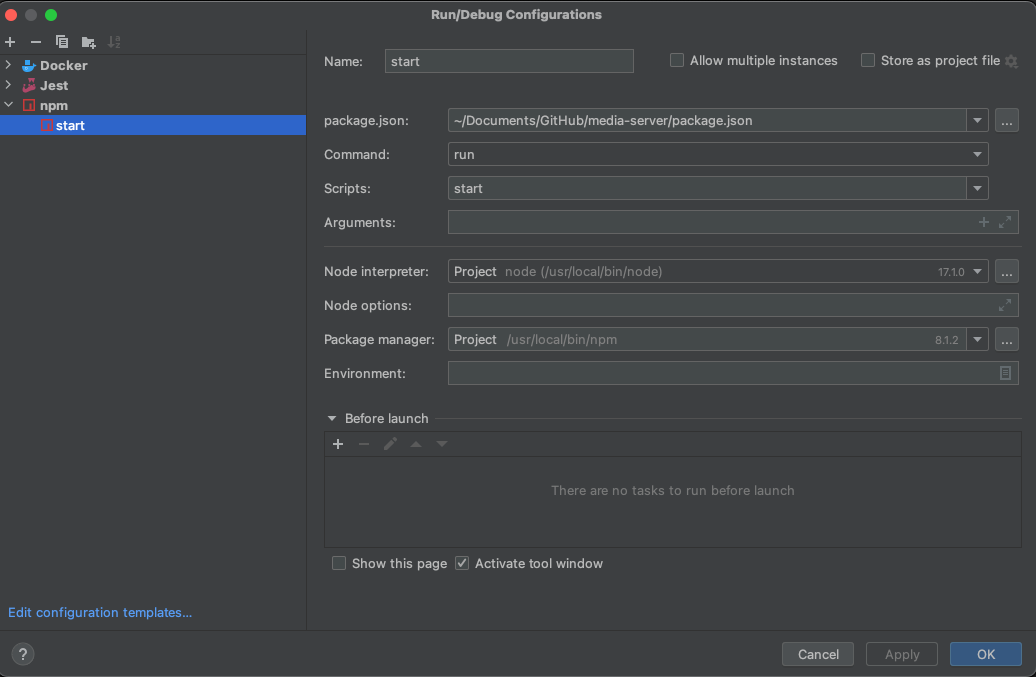 Run/Debug Configurations
Docker
Jest
npm
start
Edit configuration templates...
Name: start Allow multiple instances Store as project file
package.json: ~/Documents/GitHub/media-server/package.json ...
Command: run
Scripts: start
Arguments:
Node interpreter: Project node (/usr/local/bin/node) 17.1.0 ...
Node options:
Package manager: Project /usr/local/bin/npm 8.1.2 ...
Environment:
Before launch
There are no tasks to run before launch
Show this page Activate tool window
? Cancel Apply OK